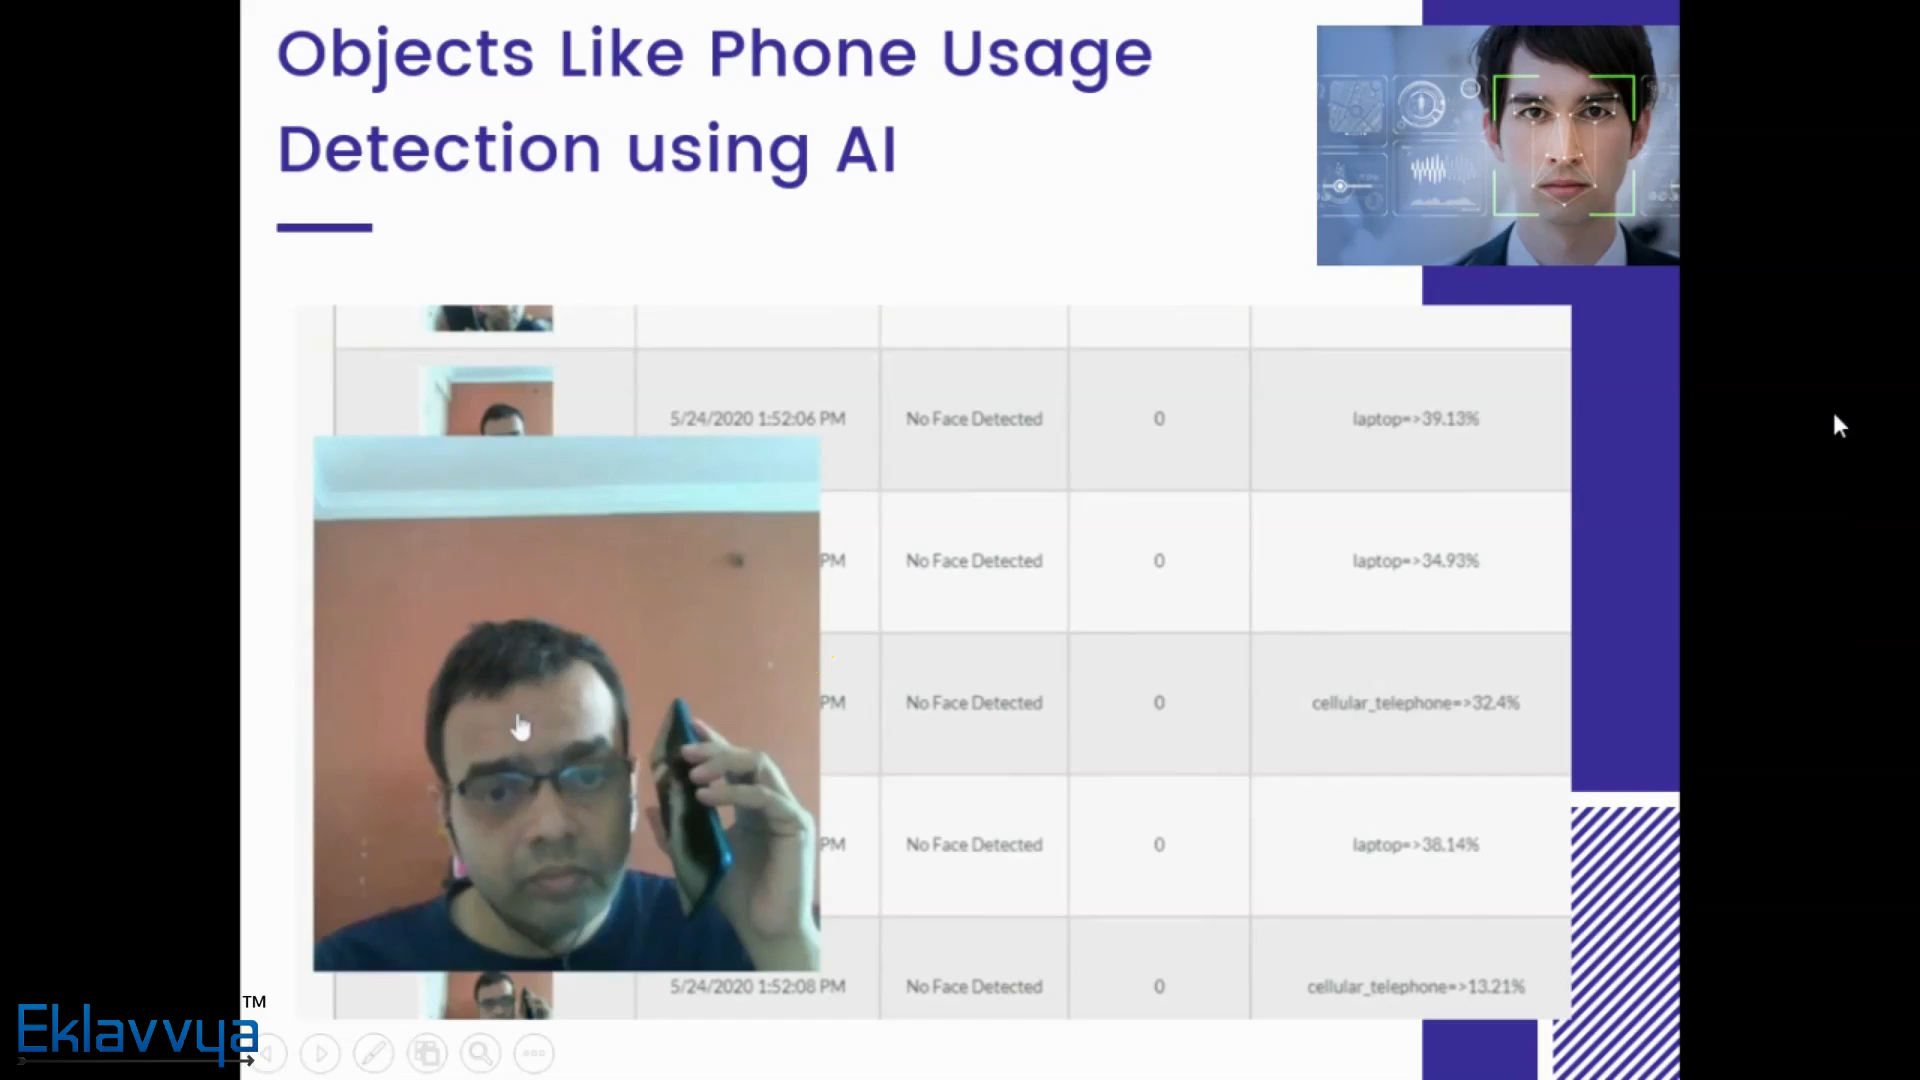 Objects Like Phone Usage
Detection using AI
5/24/2020 1:52:06 PM No Face Detected 0 laptop=>39.13%
PM No Face Detected 0 laptop=>34.93%
PM No Face Detected 0 cellular_telephone=>32.4%
PM No Face Detected 0 laptop=>38.14%
5/24/2020 1:52:08 PM No Face Detected 0 cellular_telephone=>13.21%
Eklavvya™